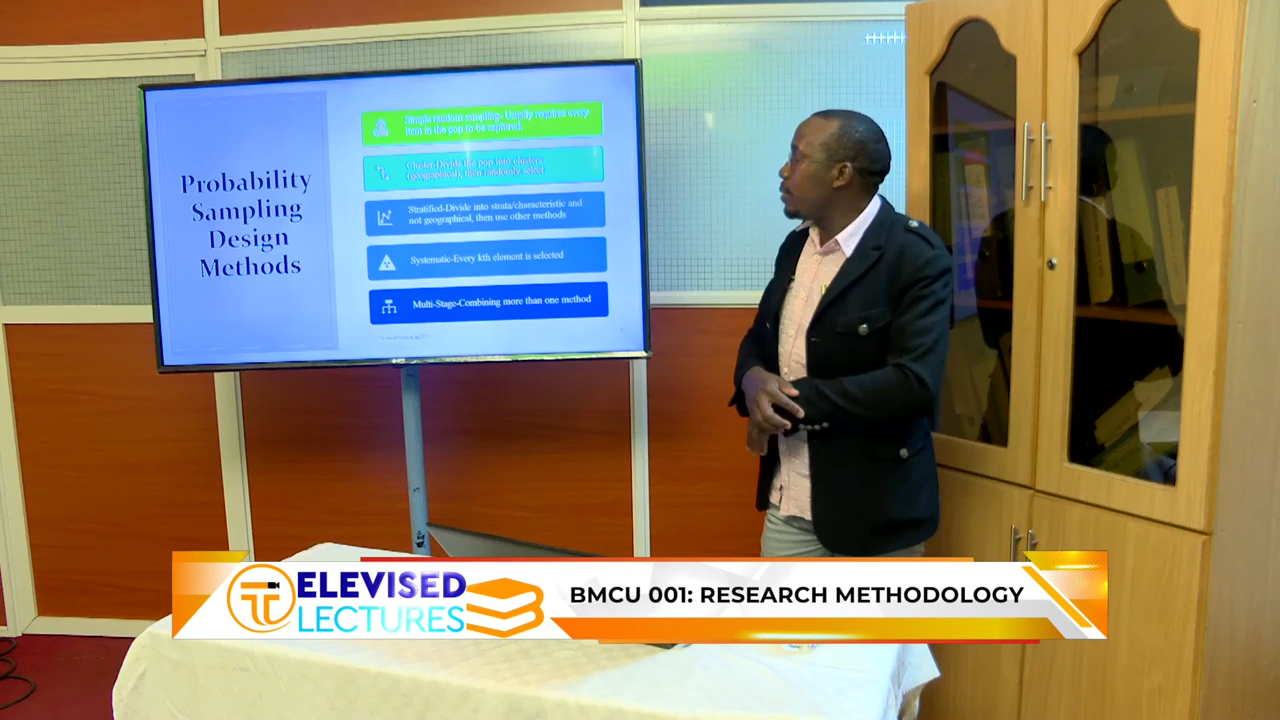 Probability
Sampling
Design
Methods
Simple random sampling- Usually requires every
item in the pop to be captured.
Cluster-Divide the pop into clusters
(geographical), then randomly select
Stratified-Divide into strata/characteristic and
not geographical, then use other methods
Systematic-Every kth element is selected
Multi-Stage-Combining more than one method
TELEVISED
LECTURES
BMCU 001: RESEARCH METHODOLOGY